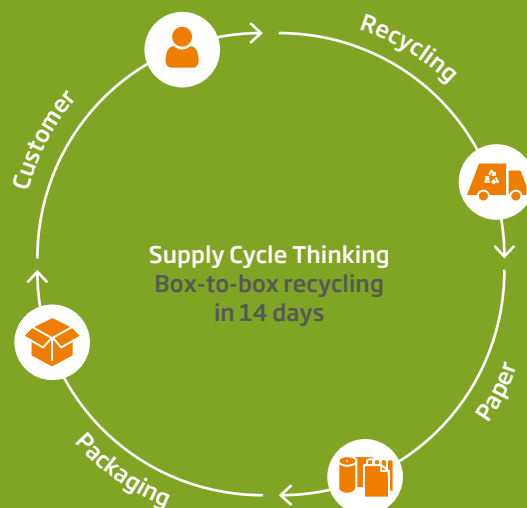 Recycling
Customer
Supply Cycle Thinking
Box-to-box recycling
in 14 days
Paper
Packaging